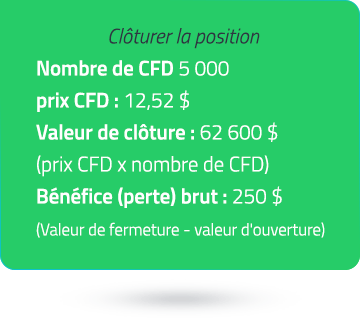 Clôturer la position
Nombre de CFD 5 000
prix CFD : 12,52 $
Valeur de clôture : 62 600 $
(prix CFD x nombre de CFD)
Bénéfice (perte) brut : 250 $
(Valeur de fermeture - valeur d'ouverture)